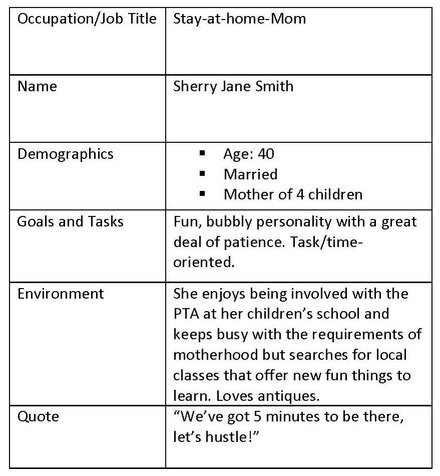 Occupation/Job Title
Stay-at-home-Mom
Name
Sherry Jane Smith
Demographics
▪ Age: 40
▪ Married
▪ Mother of 4 children
Goals and Tasks
Fun, bubbly personality with a great
deal of patience. Task/time-
oriented.
Environment
She enjoys being involved with the
PTA at her children’s school and
keeps busy with the requirements of
motherhood but searches for local
classes that offer new fun things to
learn. Loves antiques.
Quote
“We’ve got 5 minutes to be there,
let’s hustle!”